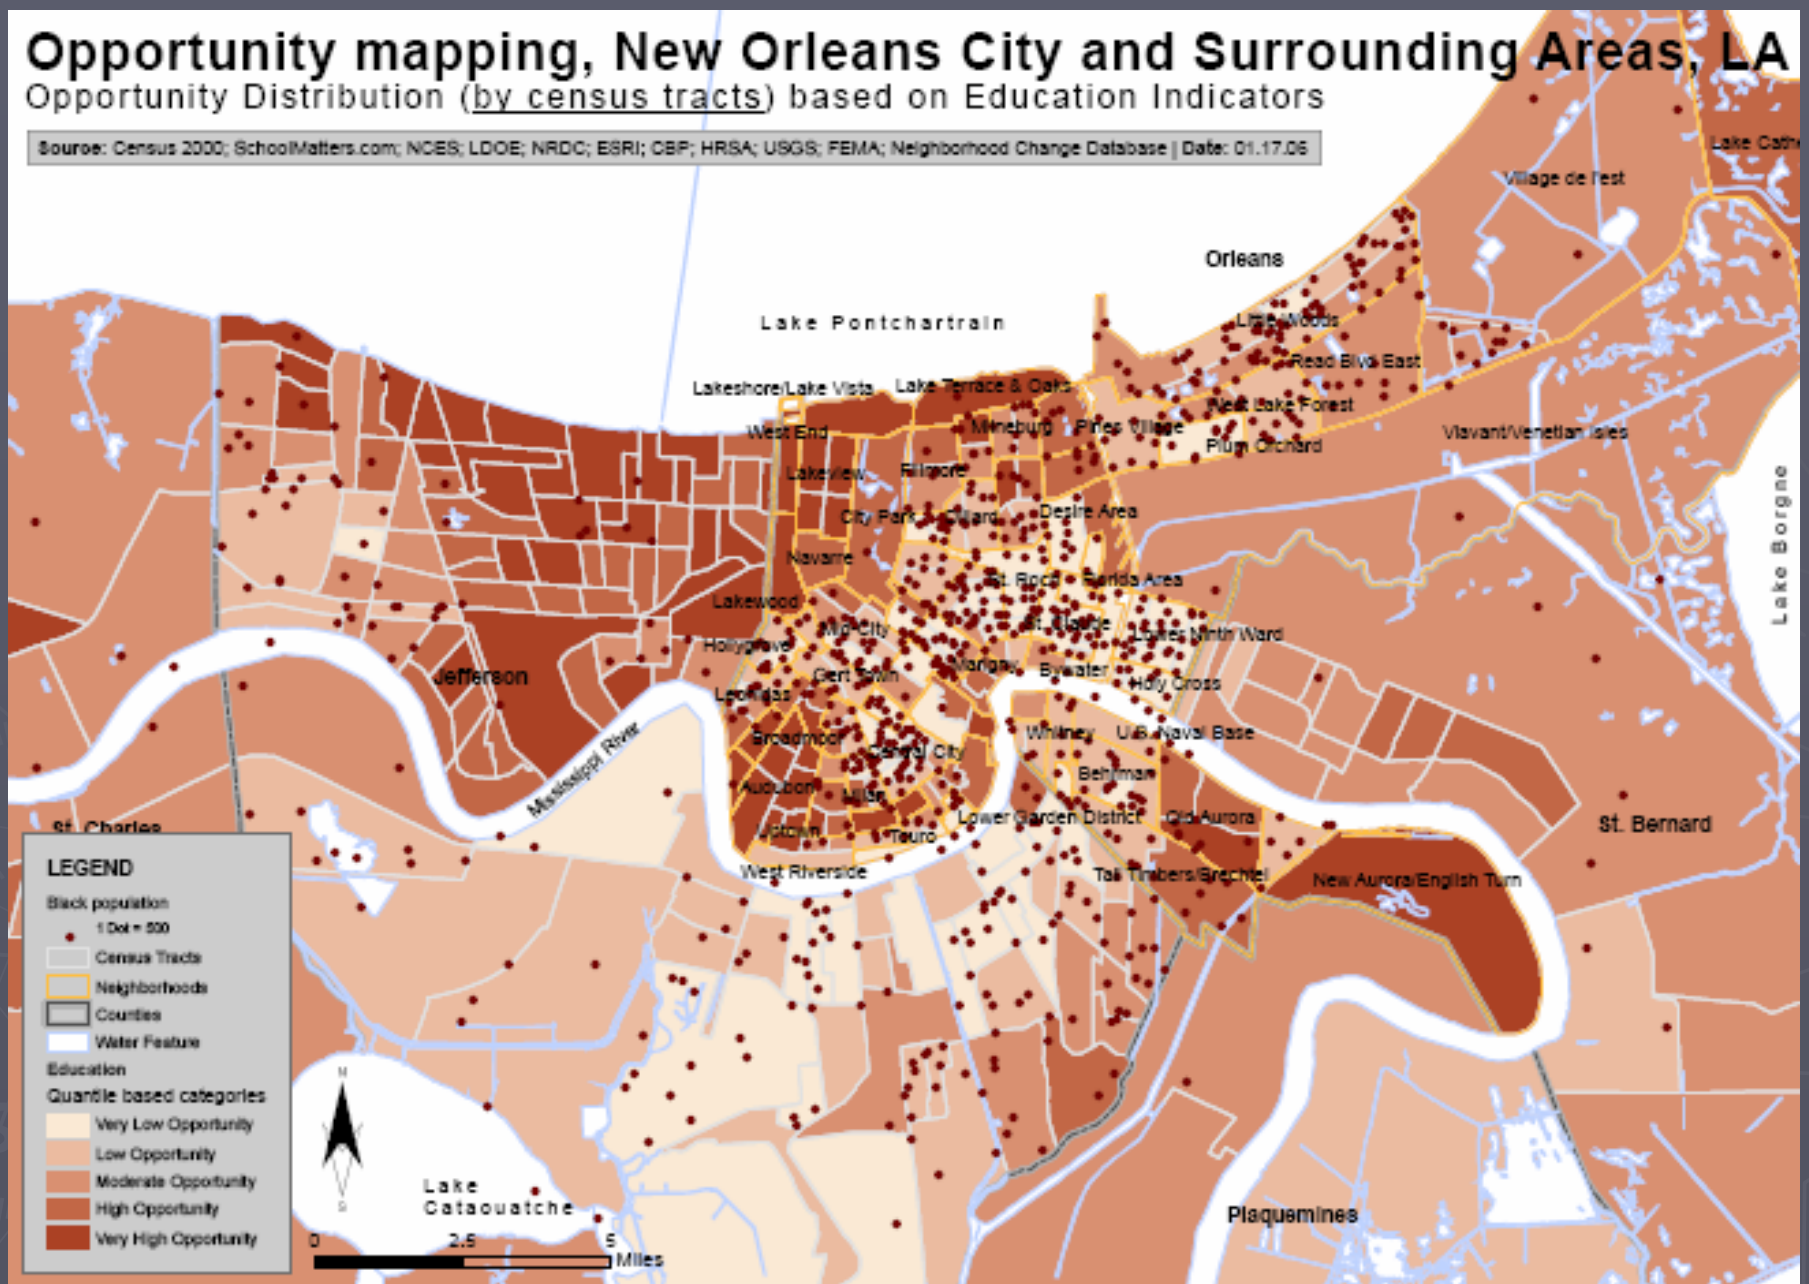 Opportunity mapping, New Orleans City and Surrounding Areas, LA
Opportunity Distribution (by census tracts) based on Education Indicators
Source: Census 2000; SchoolMatters.com; NCES; LDOE; NRDC; ESRI; CBP; HRSA; USGS; FEMA; Neighborhood Change Database | Date: 01.17.06
Lake Cathe
Village de l'est
Orleans
Lake Pontchartrain
Little Woods
Read Blvd East
Lakeshore/Lake Vista
Lake Terrace & Oaks
West Lake Forest
West End
Milneburg
Pines Village
Plum Orchard
Viavant/Venetian Isles
Lakeview
Fillmore
City Park
Dillard
Desire Area
Lake Borgne
Navarre
St. Roch
Florida Area
Lakewood
Mid-City
St. Claude
Lower Ninth Ward
Hollygrove
Gert Town
Marigny
Bywater
Holy Cross
Jefferson
Leonidas
Broadmoor
Central City
Whitney
U.S. Naval Base
Mississippi River
Behrman
Audubon
Milan
Lower Garden District
Old Aurora
St. Charles
Uptown
Touro
St. Bernard
West Riverside
Tall Timbers/Brechtel
New Aurora/English Turn
LEGEND
Black population
1 Dot = 500
Census Tracts
Neighborhoods
Counties
Water Feature
Education
Quantile based categories
Very Low Opportunity
Low Opportunity
Moderate Opportunity
High Opportunity
Very High Opportunity
N
S
Lake
Cataouatche
Plaquemines
0 2.5 5
Miles